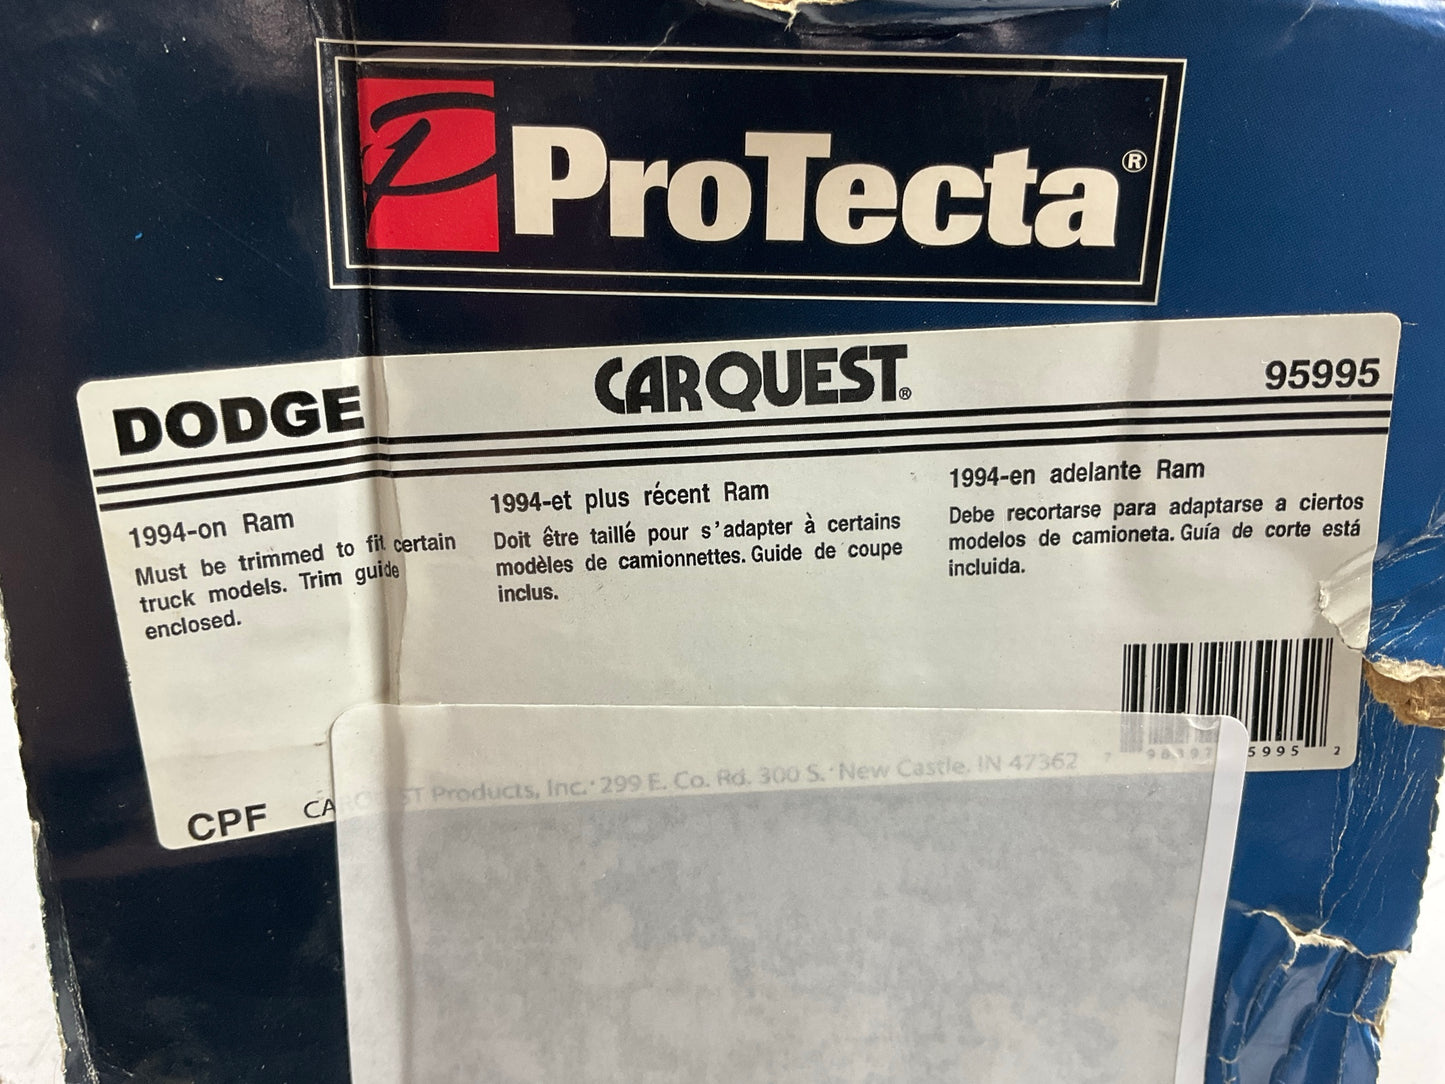 ProTecta®
DODGE
CARQUEST®
95995
1994-on Ram
Must be trimmed to fit certain
truck models. Trim guide
enclosed.
1994-et plus récent Ram
Doit être taillé pour s'adapter à certains
modèles de camionnettes. Guide de coupe
inclus.
1994-en adelante Ram
Debe recortarse para adaptarse a ciertos
modelos de camioneta. Guía de corte está
incluida.
5995 2
CPF
CARQUEST Products, Inc. · 299 E. Co. Rd. 300 S. · New Castle, IN 47362